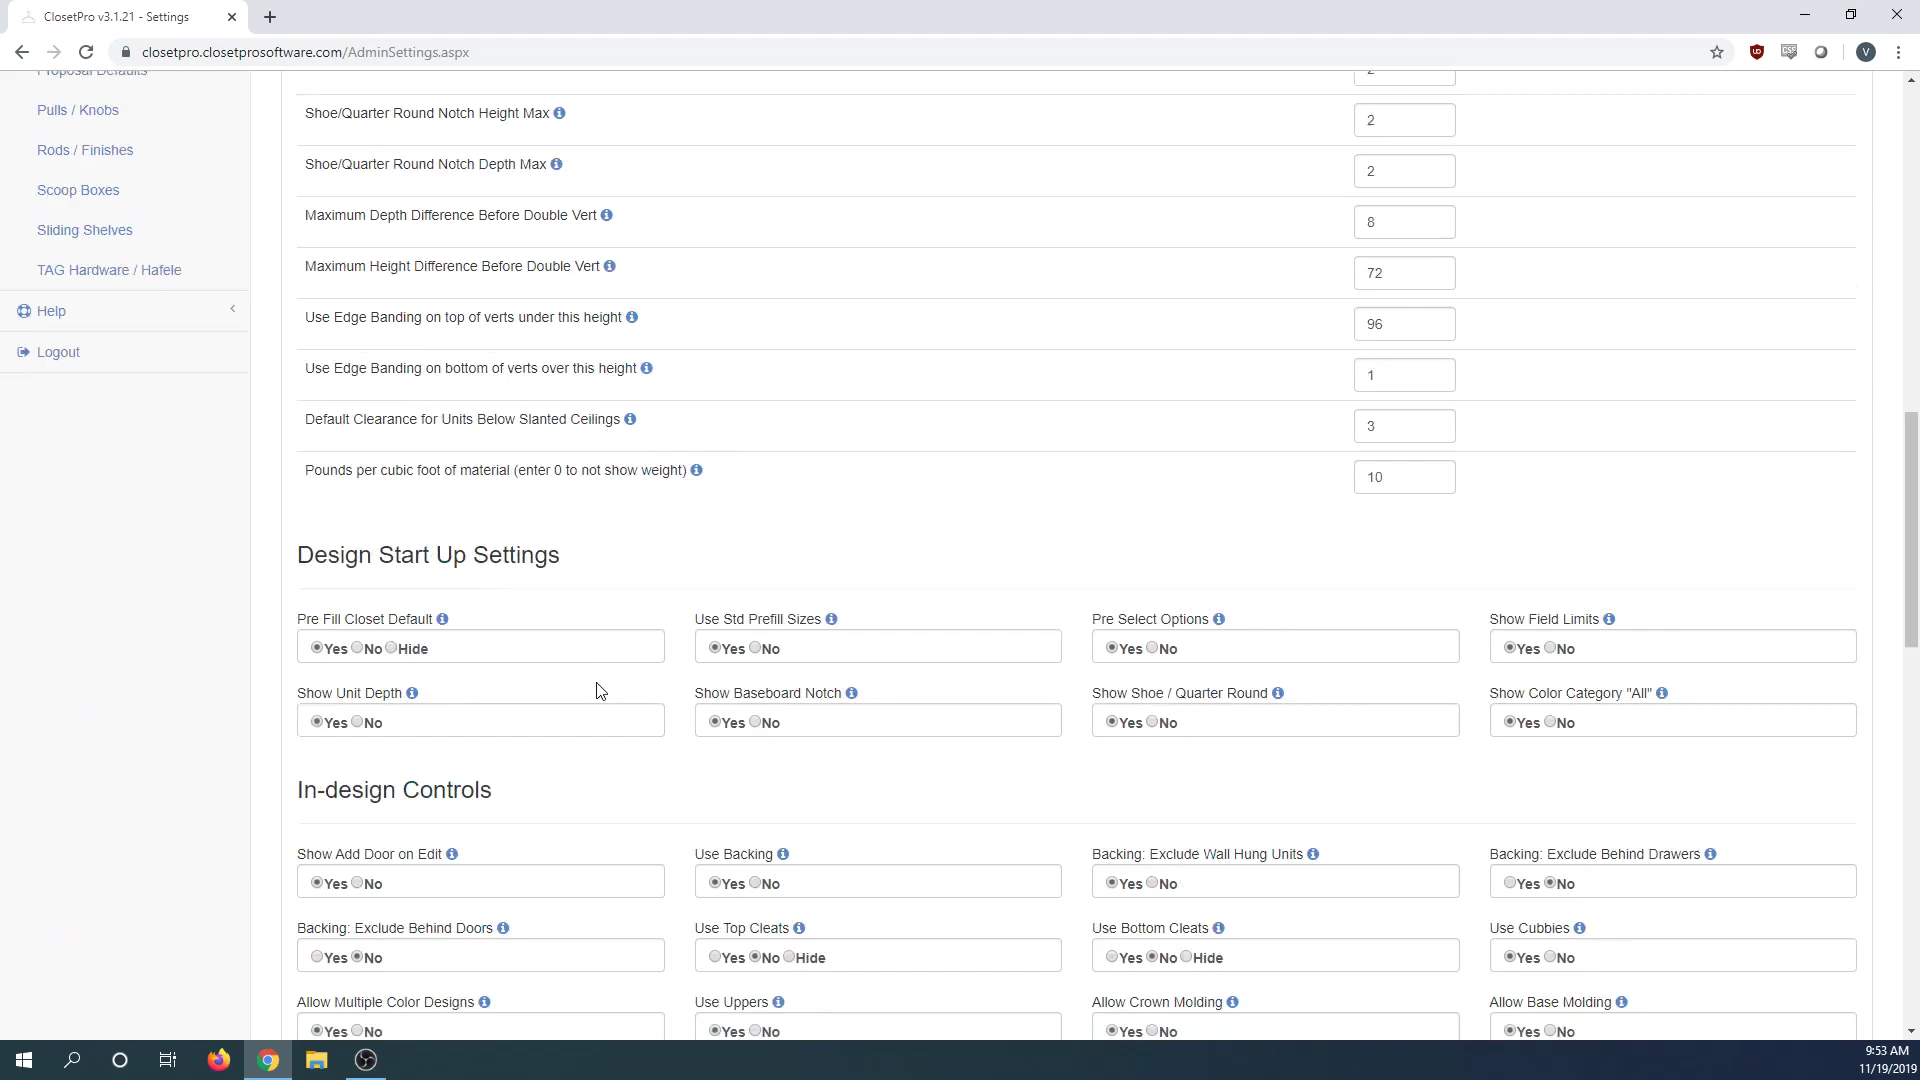 ClosetPro v3.1.21 - Settings
closetpro.closetprosoftware.com/AdminSettings.aspx
V
Proposal Defaults
Pulls / Knobs
Rods / Finishes
Scoop Boxes
Sliding Shelves
TAG Hardware / Hafele
Help
Logout
2
Shoe/Quarter Round Notch Height Max 2
Shoe/Quarter Round Notch Depth Max 2
Maximum Depth Difference Before Double Vert 8
Maximum Height Difference Before Double Vert 72
Use Edge Banding on top of verts under this height 96
Use Edge Banding on bottom of verts over this height 1
Default Clearance for Units Below Slanted Ceilings 3
Pounds per cubic foot of material (enter 0 to not show weight) 10
Design Start Up Settings
Pre Fill Closet Default Use Std Prefill Sizes Pre Select Options Show Field Limits
Yes No Hide Yes No Yes No Yes No
Show Unit Depth Show Baseboard Notch Show Shoe / Quarter Round Show Color Category "All"
Yes No Yes No Yes No Yes No
In-design Controls
Show Add Door on Edit Use Backing Backing: Exclude Wall Hung Units Backing: Exclude Behind Drawers
Yes No Yes No Yes No Yes No
Backing: Exclude Behind Doors Use Top Cleats Use Bottom Cleats Use Cubbies
Yes No Yes No Hide Yes No Hide Yes No
Allow Multiple Color Designs Use Uppers Allow Crown Molding Allow Base Molding
Yes No Yes No Yes No Yes No
9:53 AM
11/19/2019